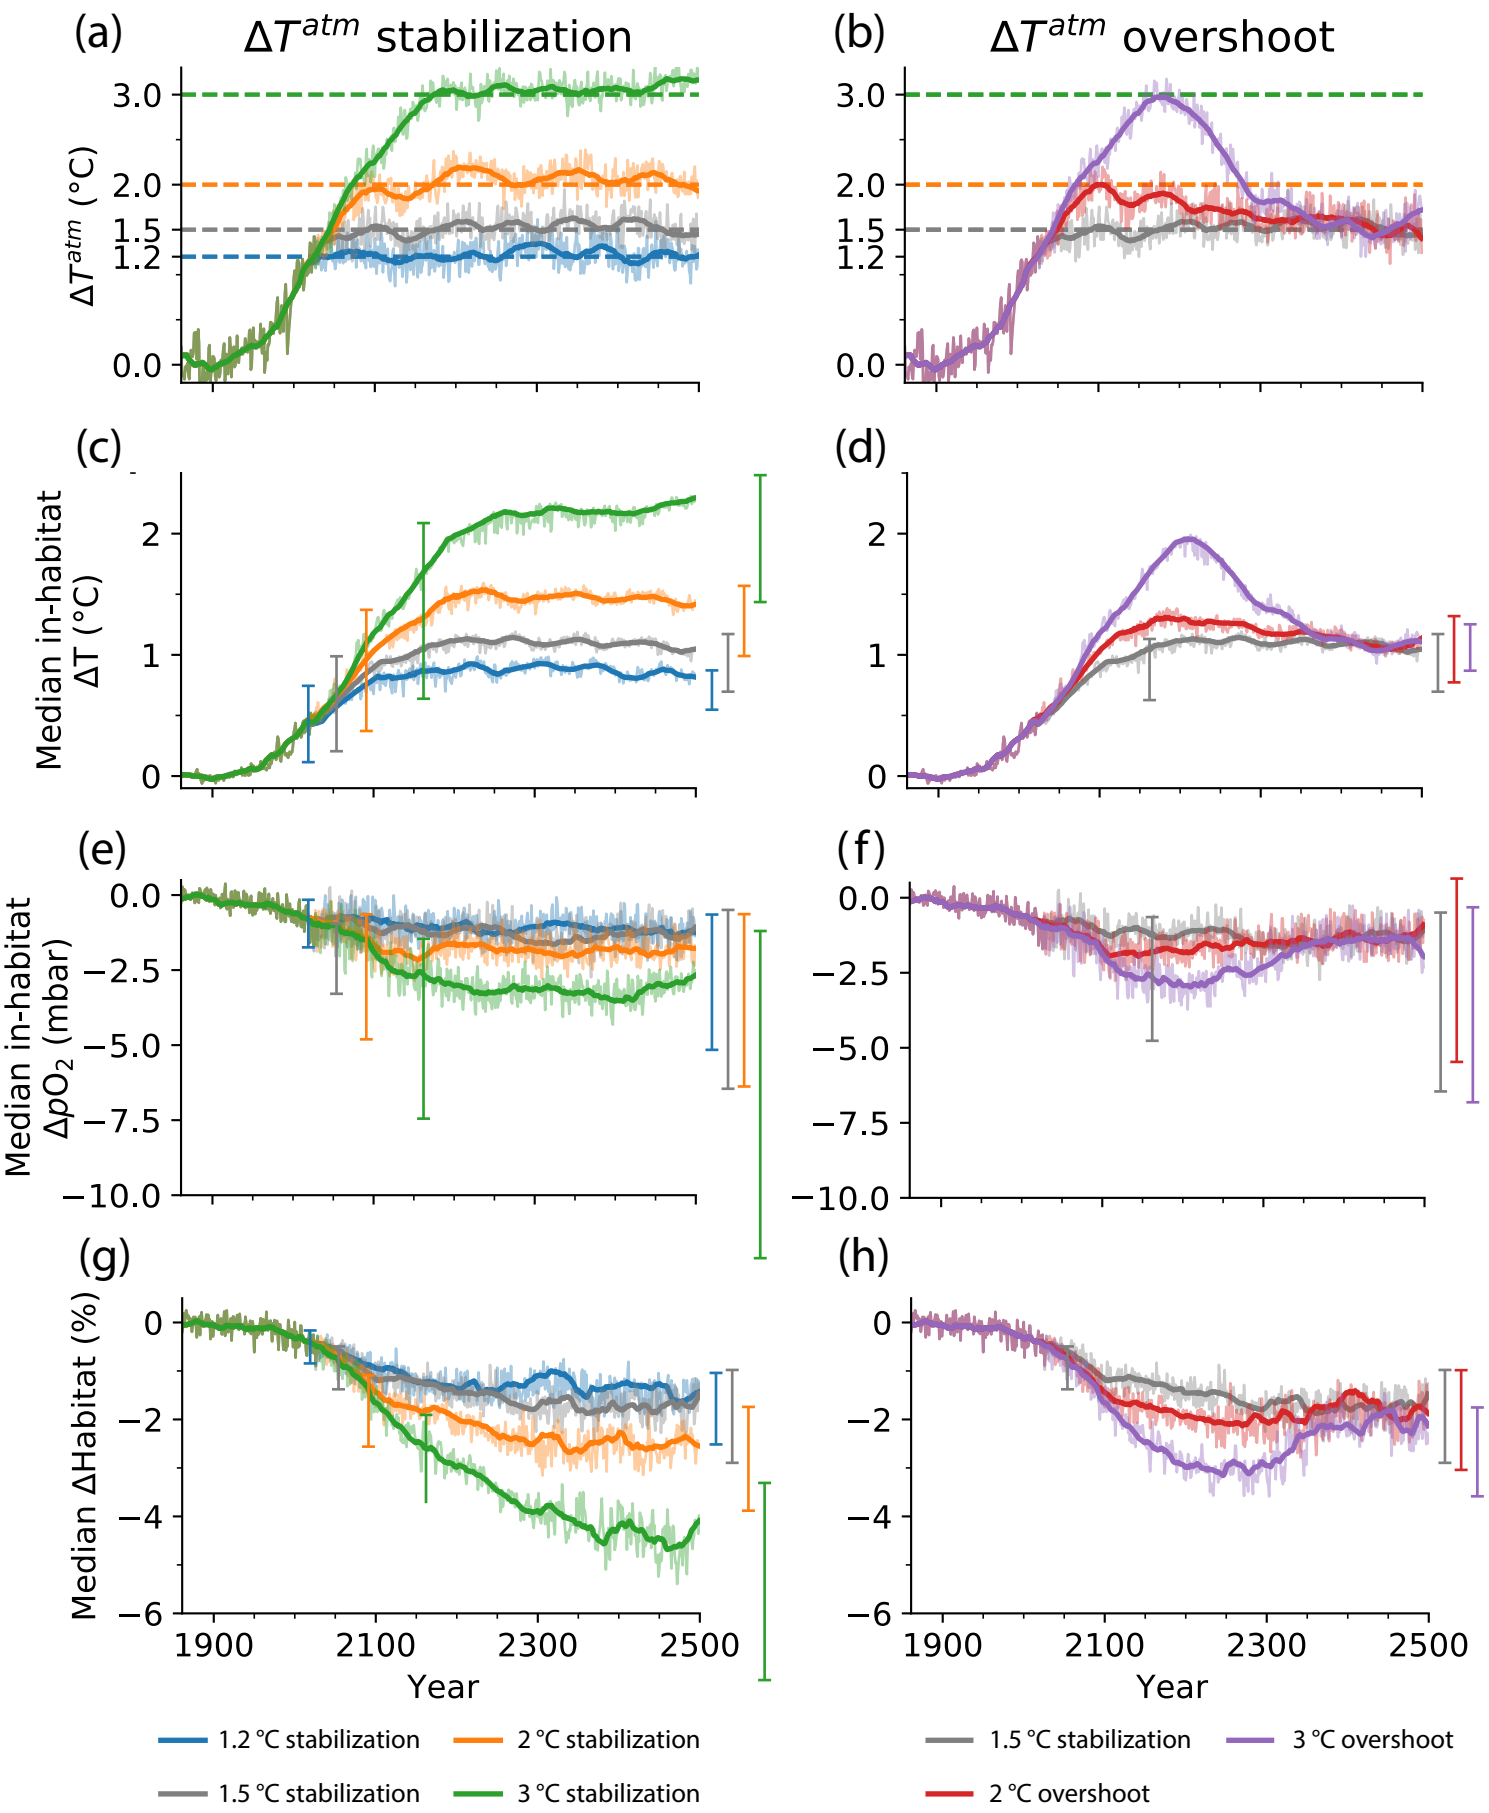 (a) ΔT^atm stabilization
(b) ΔT^atm overshoot
ΔT^atm (°C)
3.0
2.0
1.5
1.2
0.0
3.0
2.0
1.5
1.2
0.0
(c)
(d)
Median in-habitat
ΔT (°C)
2
1
0
2
1
0
(e)
(f)
Median in-habitat
ΔpO₂ (mbar)
0.0
−2.5
−5.0
−7.5
−10.0
0.0
−2.5
−5.0
−7.5
−10.0
(g)
(h)
Median ΔHabitat (%)
0
−2
−4
−6
0
−2
−4
−6
1900 2100 2300 2500
1900 2100 2300 2500
Year
Year
1.2 °C stabilization
2 °C stabilization
1.5 °C stabilization
3 °C overshoot
1.5 °C stabilization
3 °C stabilization
2 °C overshoot